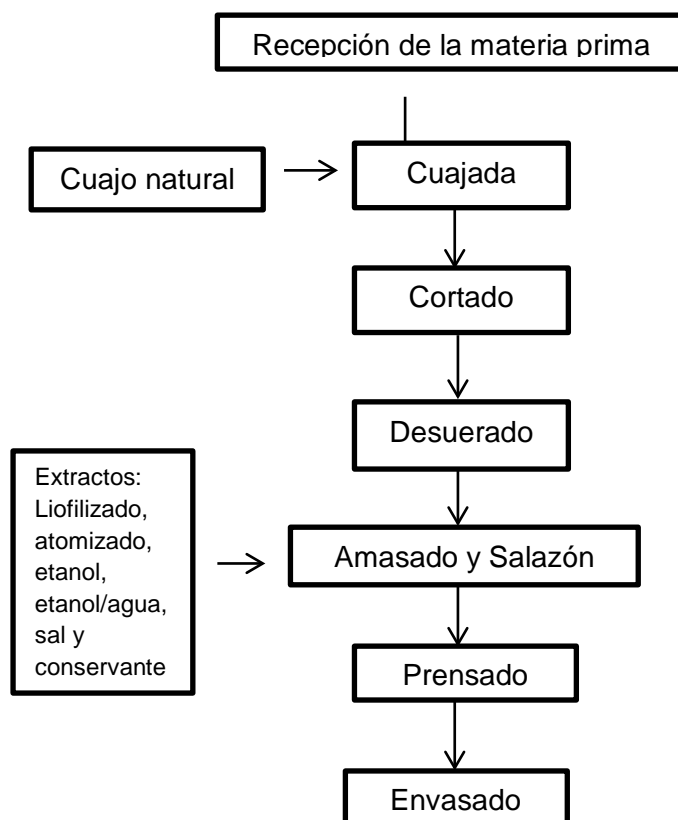 Recepción de la materia prima
Cuajo natural
Cuajada
Cortado
Desuerado
Extractos:
Liofilizado,
atomizado,
etanol,
etanol/agua,
sal y
conservante
Amasado y Salazón
Prensado
Envasado